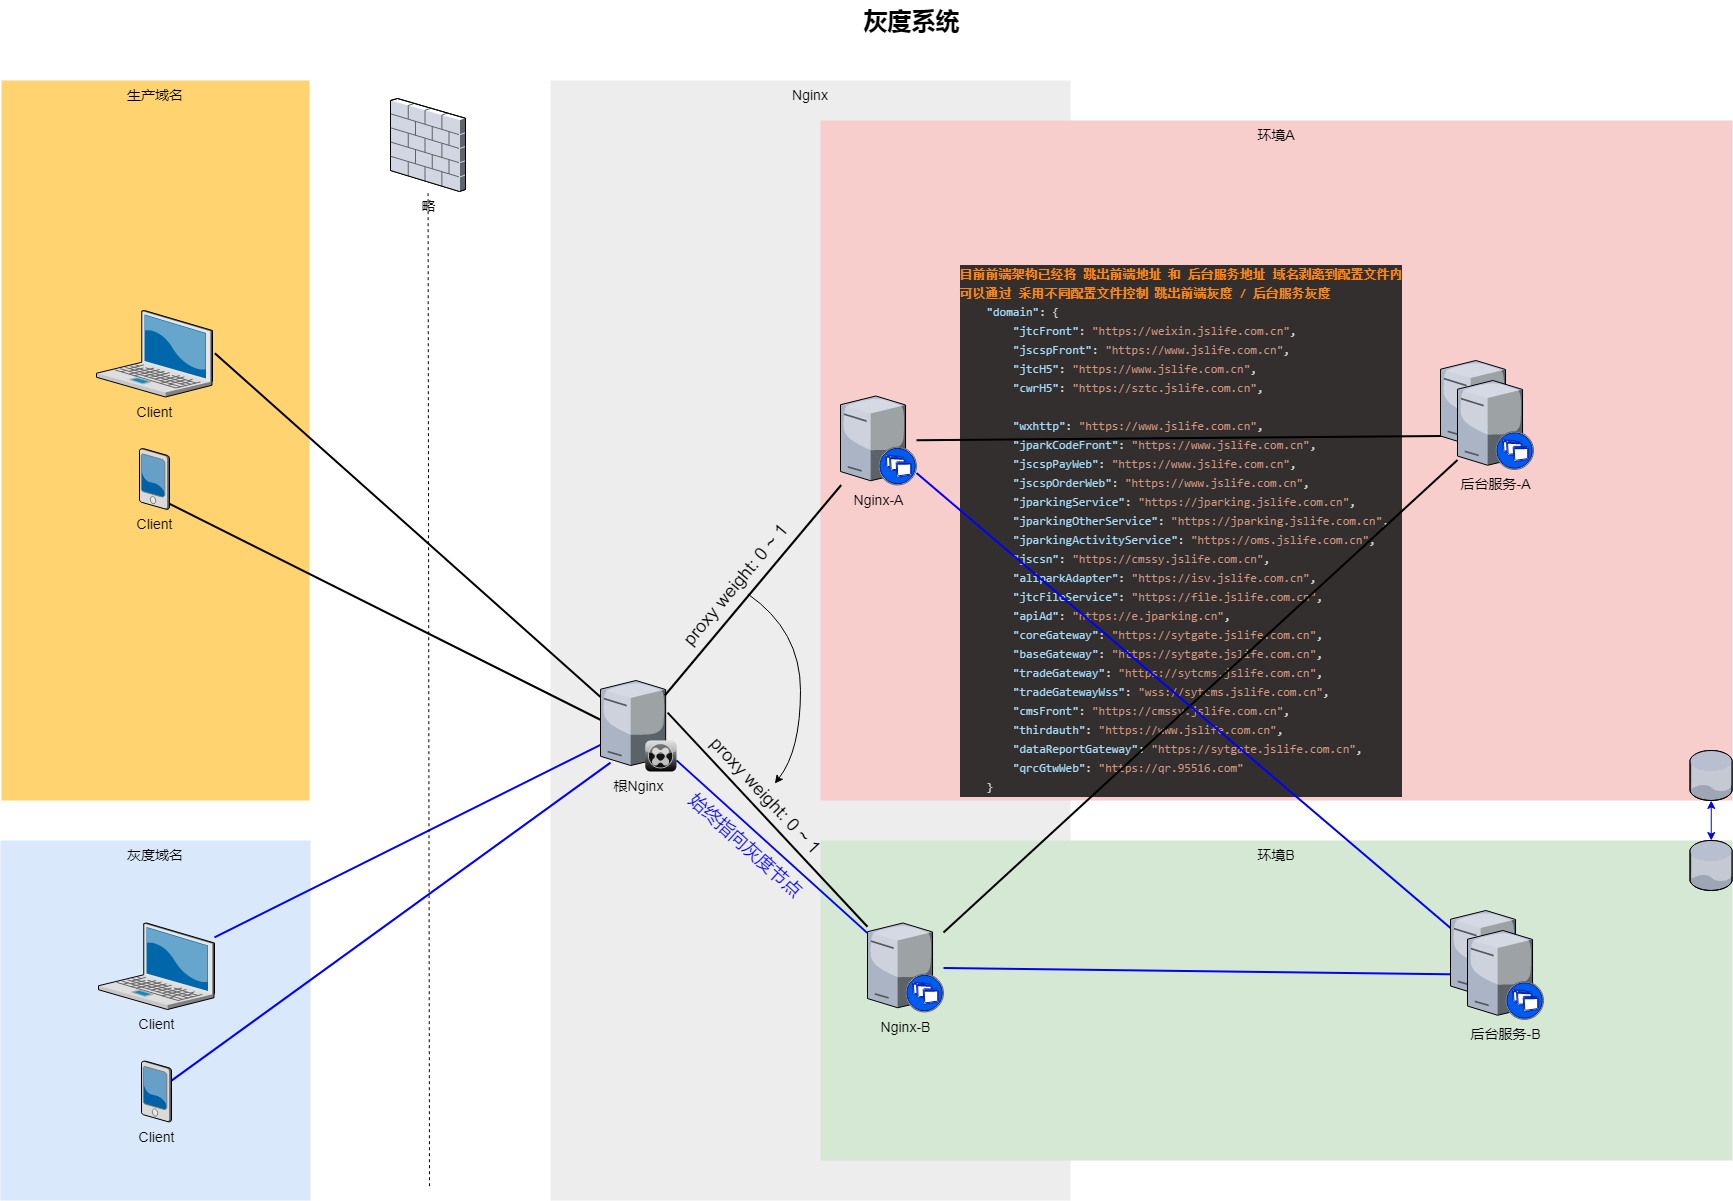 灰度系统
生产域名
Nginx
环境A
略
目前前端架构已经将 跳出前端地址 和 后台服务地址 域名剥离到配置文件内
可以通过 采用不同配置文件控制 跳出前端灰度 / 后台服务灰度
"domain": {
"jtcFront": "https://weixin.jslife.com.cn",
"jscspFront": "https://www.jslife.com.cn",
"jtcH5": "https://www.jslife.com.cn",
"cwrH5": "https://sztc.jslife.com.cn",
"wxhttp": "https://www.jslife.com.cn",
"jparkCodeFront": "https://www.jslife.com.cn",
"jscspPayWeb": "https://www.jslife.com.cn",
"jscspOrderWeb": "https://www.jslife.com.cn",
"jparkingService": "https://jparking.jslife.com.cn",
"jparkingOtherService": "https://jparking.jslife.com.cn",
"jparkingActivityService": "https://oms.jslife.com.cn",
"jscsn": "https://cmssy.jslife.com.cn",
"aliparkAdapter": "https://isv.jslife.com.cn",
"jtcFileService": "https://file.jslife.com.cn",
"apiAd": "https://e.jparking.cn",
"coreGateway": "https://sytgate.jslife.com.cn",
"baseGateway": "https://sytgate.jslife.com.cn",
"tradeGateway": "https://sytcms.jslife.com.cn",
"tradeGatewayWss": "wss://sytcms.jslife.com.cn",
"cmsFront": "https://cmssy.jslife.com.cn",
"thirdauth": "https://www.jslife.com.cn",
"dataReportGateway": "https://sytgate.jslife.com.cn",
"qrcGtwWeb": "https://qr.95516.com"
}
Client
Client
Nginx-A
后台服务-A
proxy weight: 0 ~ 1
根Nginx
proxy weight: 0 ~ 1
始终指向灰度节点
灰度域名
环境B
Client
Client
Nginx-B
后台服务-B